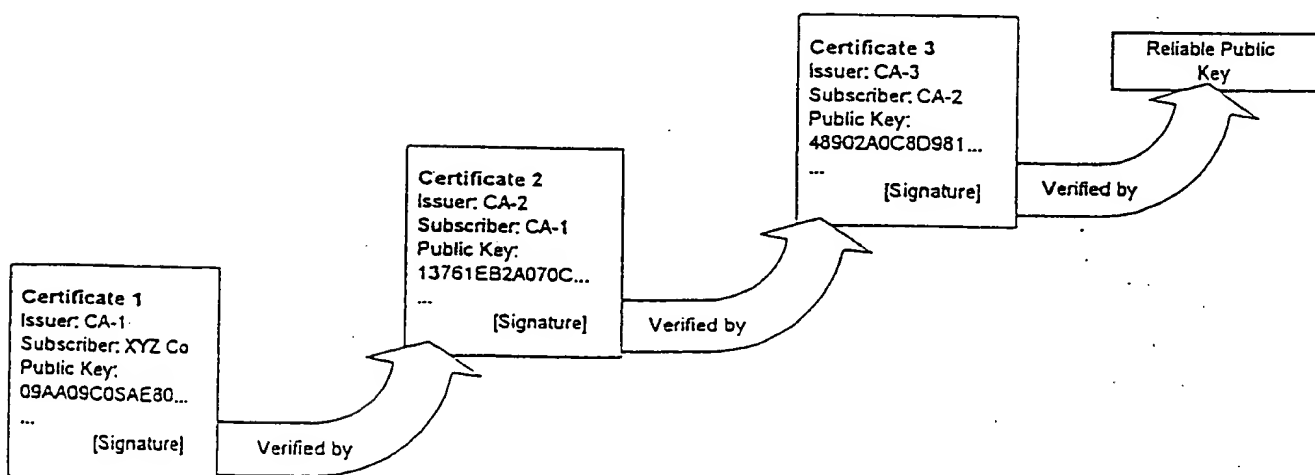 Certificate 1
Issuer: CA-1
Subscriber: XYZ Co
Public Key:
09AA09C0SAE80...
...
[Signature]
Verified by
Certificate 2
Issuer: CA-2
Subscriber: CA-1
Public Key:
13761EB2A070C...
...
[Signature]
Verified by
Certificate 3
Issuer: CA-3
Subscriber: CA-2
Public Key:
48902A0C8D981...
...
[Signature]
Verified by
Reliable Public
Key